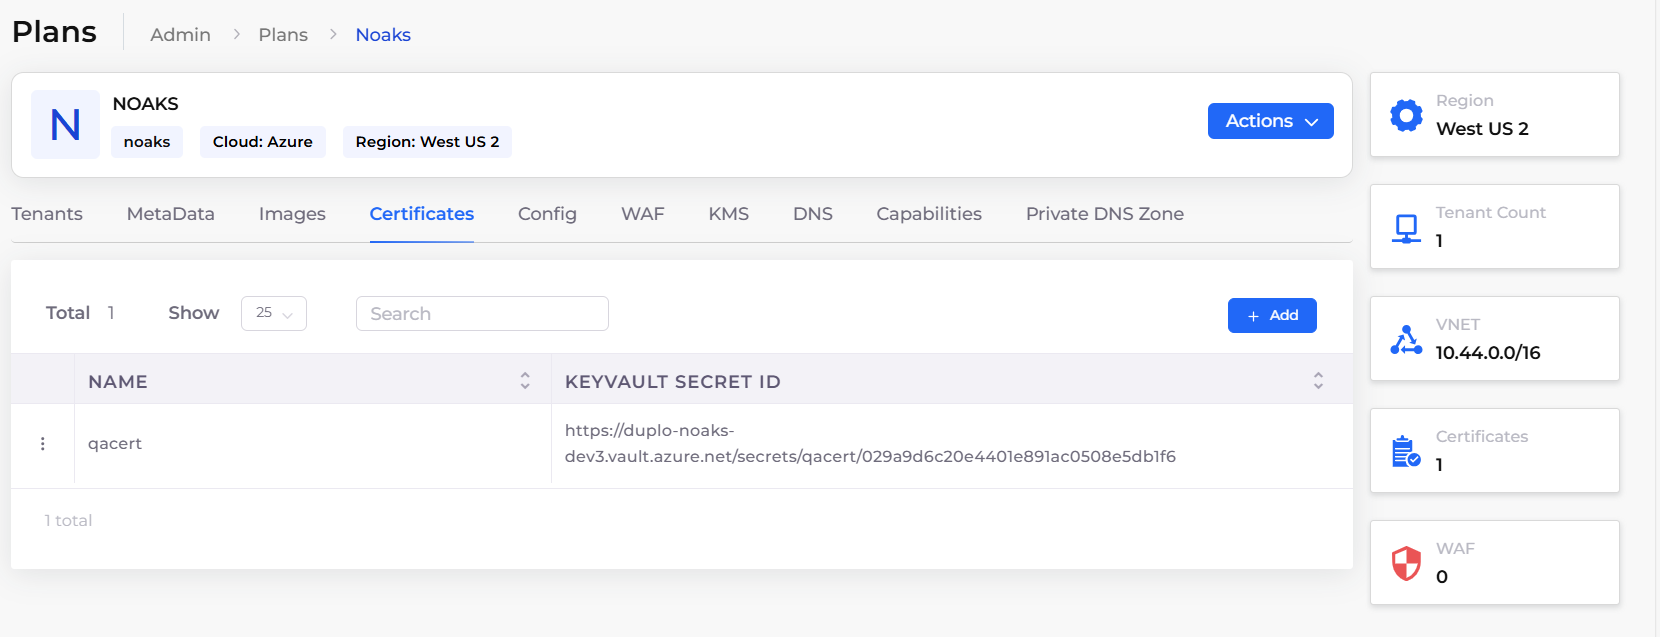 Plans
Admin > Plans > Noaks
N
NOAKS
noaks Cloud: Azure Region: West US 2
Actions
Tenants MetaData Images Certificates Config WAF KMS DNS Capabilities Private DNS Zone
Total 1 Show 25 Search + Add
NAME KEYVAULT SECRET ID
qacert https://duplo-noaks-
dev3.vault.azure.net/secrets/qacert/029a9d6c20e4401e891ac0508e5db1f6
1 total
Region
West US 2
Tenant Count
1
VNET
10.44.0.0/16
Certificates
1
WAF
0